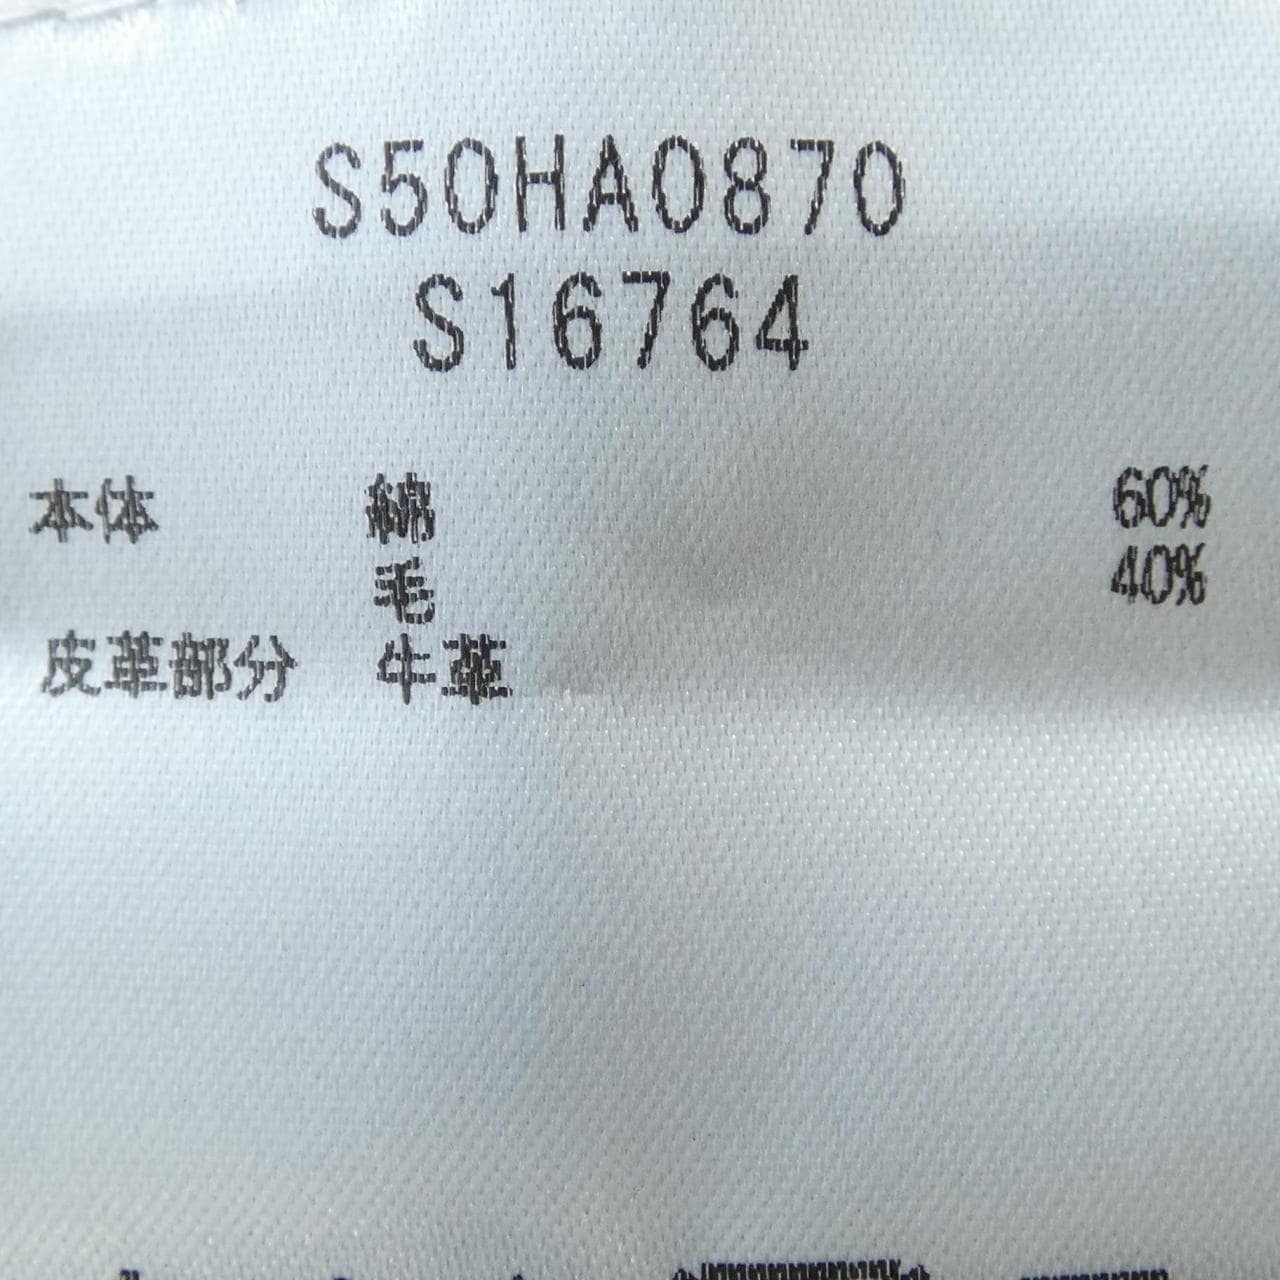 S50HA0870
S16764
本体 綿 60%
毛 40%
皮革部分 牛革